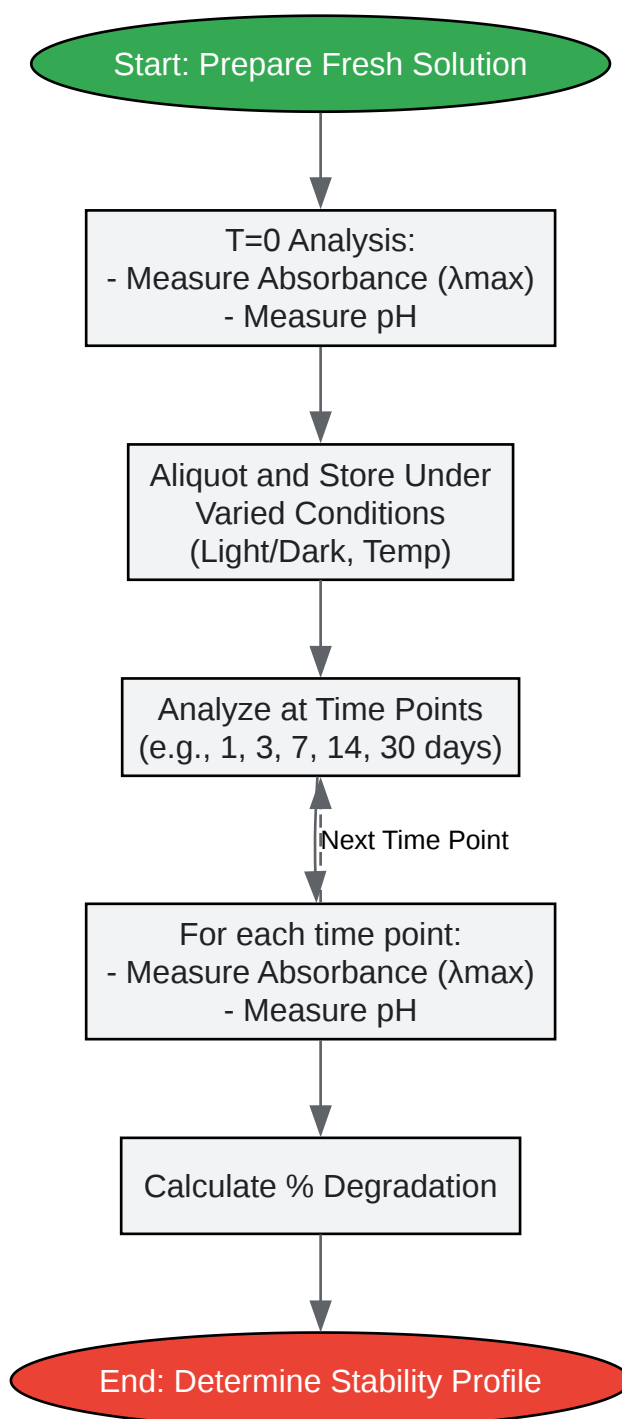 Start: Prepare Fresh Solution
T=0 Analysis:
- Measure Absorbance (λmax)
- Measure pH
Aliquot and Store Under
Varied Conditions
(Light/Dark, Temp)
Analyze at Time Points
(e.g., 1, 3, 7, 14, 30 days)
Next Time Point
For each time point:
- Measure Absorbance (λmax)
- Measure pH
Calculate % Degradation
End: Determine Stability Profile